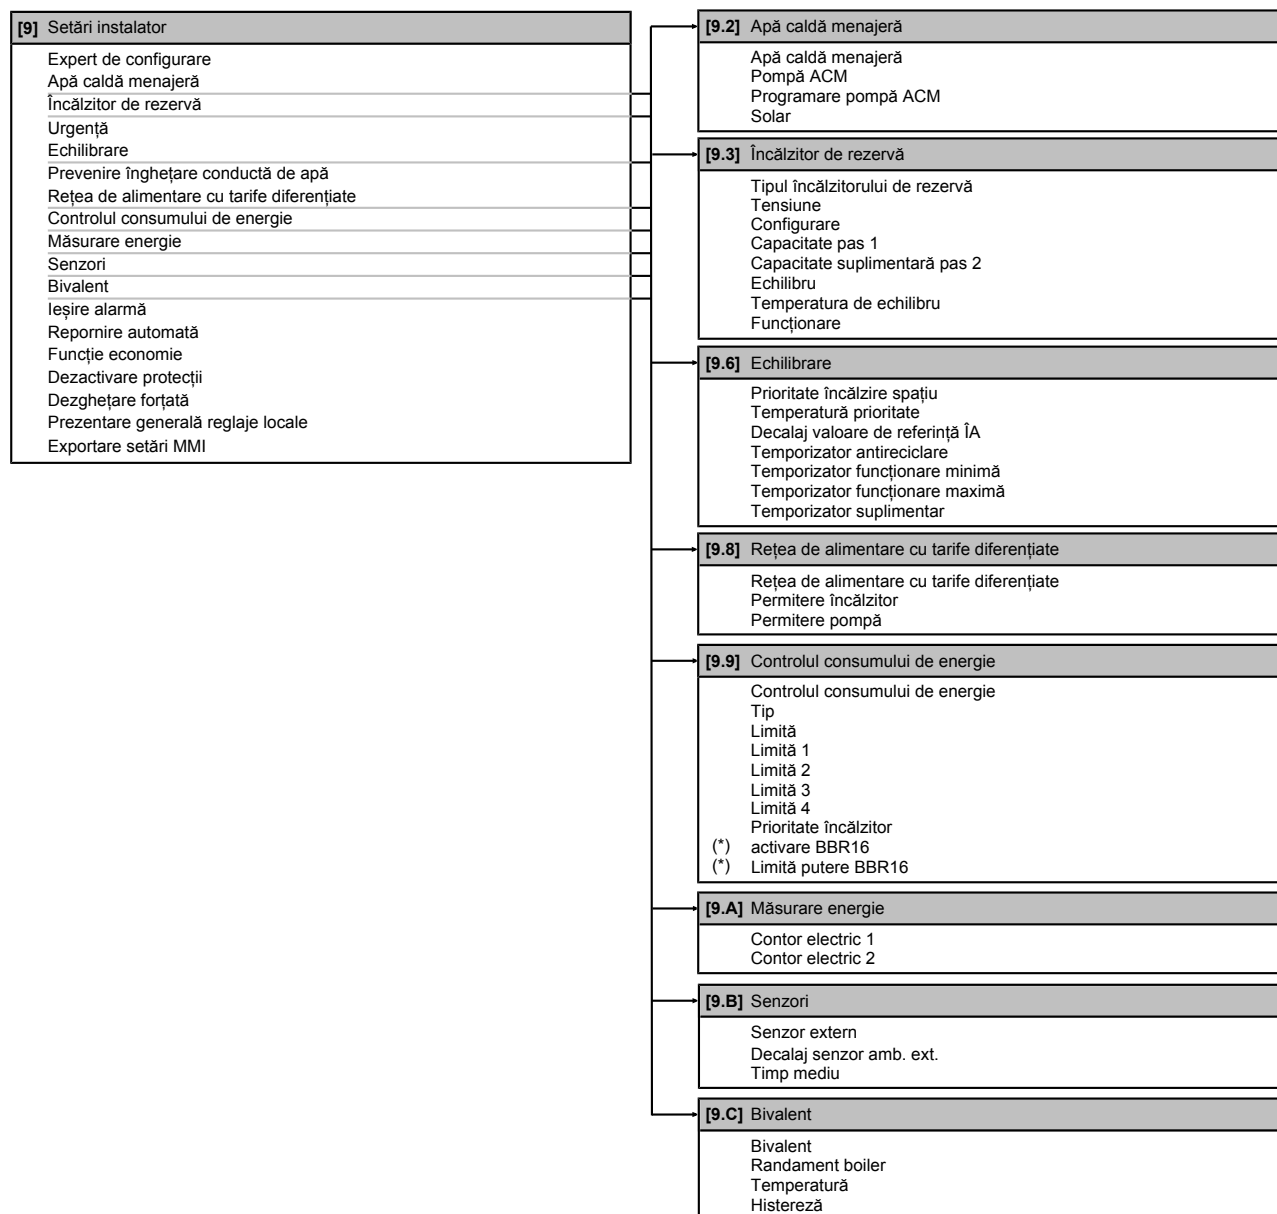 [9] Setări instalator
Expert de configurare
Apă caldă menajeră
Încălzitor de rezervă
Urgență
Echilibrare
Prevenire înghețare conductă de apă
Rețea de alimentare cu tarife diferențiate
Controlul consumului de energie
Măsurare energie
Senzori
Bivalent
Ieșire alarmă
Repornire automată
Funcție economie
Dezactivare protecții
Dezghețare forțată
Prezentare generală reglaje locale
Exportare setări MMI
[9.2] Apă caldă menajeră
Apă caldă menajeră
Pompă ACM
Programare pompă ACM
Solar
[9.3] Încălzitor de rezervă
Tipul încălzitorului de rezervă
Tensiune
Configurare
Capacitate pas 1
Capacitate suplimentară pas 2
Echilibru
Temperatura de echilibru
Funcționare
[9.6] Echilibrare
Prioritate încălzire spațiu
Temperatură prioritate
Decalaj valoare de referință ÎA
Temporizator antireciclare
Temporizator funcționare minimă
Temporizator funcționare maximă
Temporizator suplimentar
[9.8] Rețea de alimentare cu tarife diferențiate
Rețea de alimentare cu tarife diferențiate
Permitere încălzitor
Permitere pompă
[9.9] Controlul consumului de energie
Controlul consumului de energie
Tip
Limită
Limită 1
Limită 2
Limită 3
Limită 4
Prioritate încălzitor
(*) activare BBR16
(*) Limită putere BBR16
[9.A] Măsurare energie
Contor electric 1
Contor electric 2
[9.B] Senzori
Senzor extern
Decalaj senzor amb. ext.
Timp mediu
[9.C] Bivalent
Bivalent
Randament boiler
Temperatură
Histereză